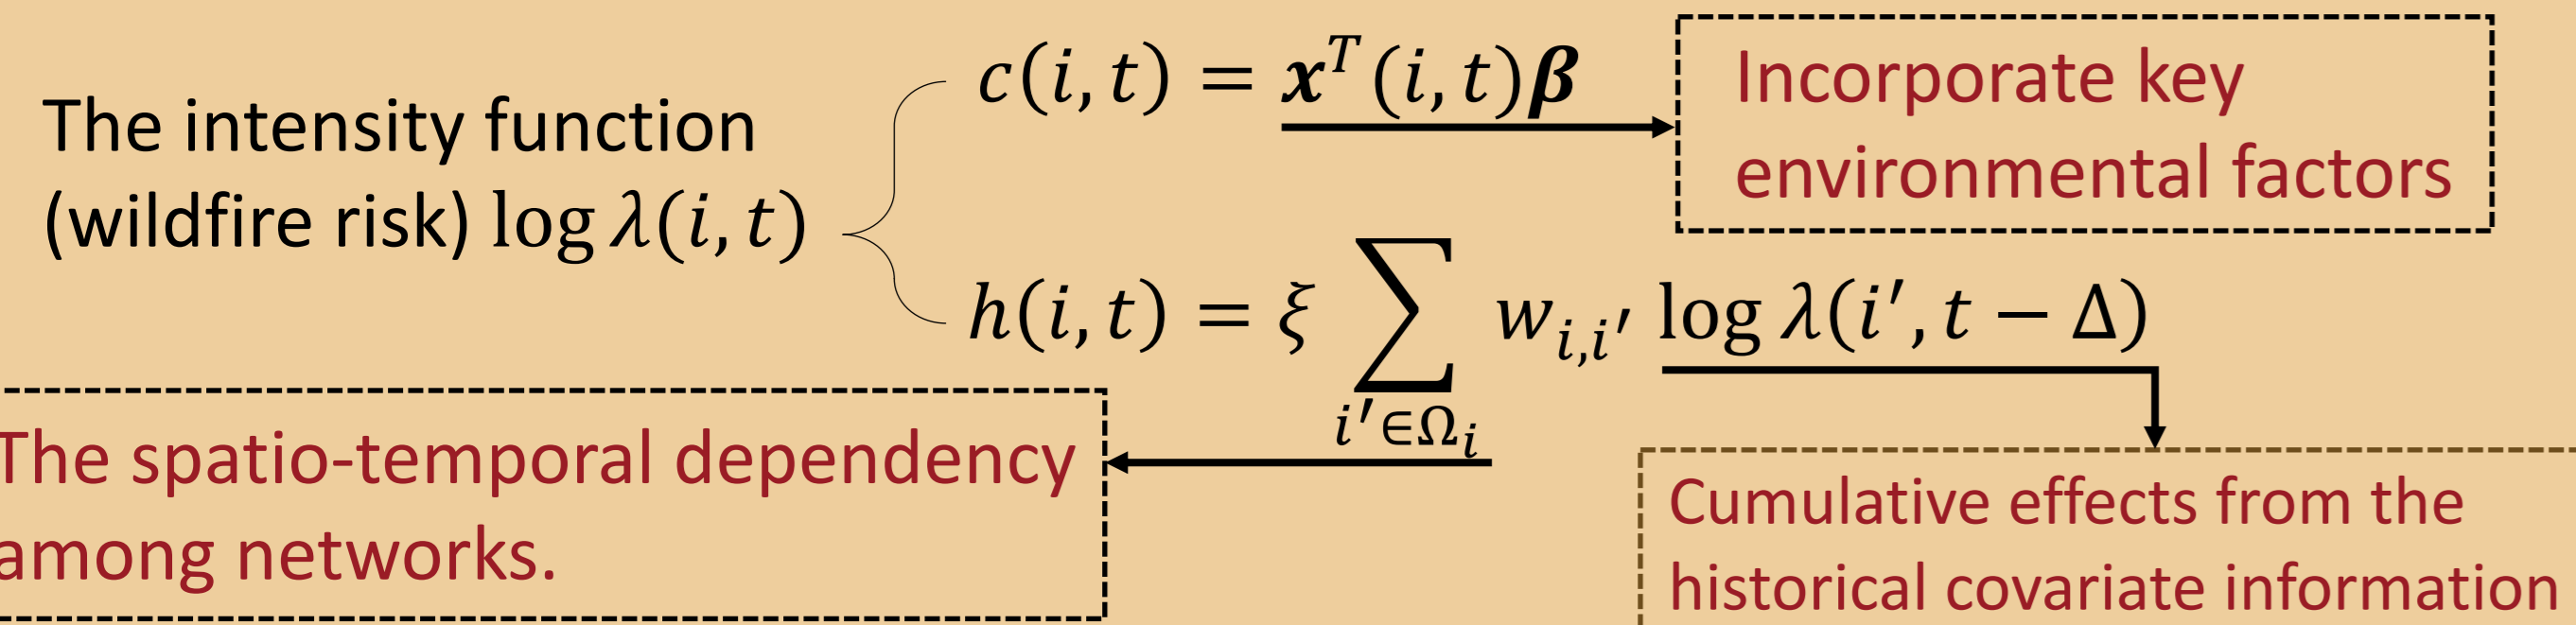 The intensity function
(wildfire risk) log λ(i, t)
c(i, t) = xᵀ(i, t)β
Incorporate key
environmental factors
h(i, t) = ξ ∑ w_{i,i′} log λ(i′, t − Δ)
i′∈Ω_i
The spatio-temporal dependency
among networks.
Cumulative effects from the
historical covariate information